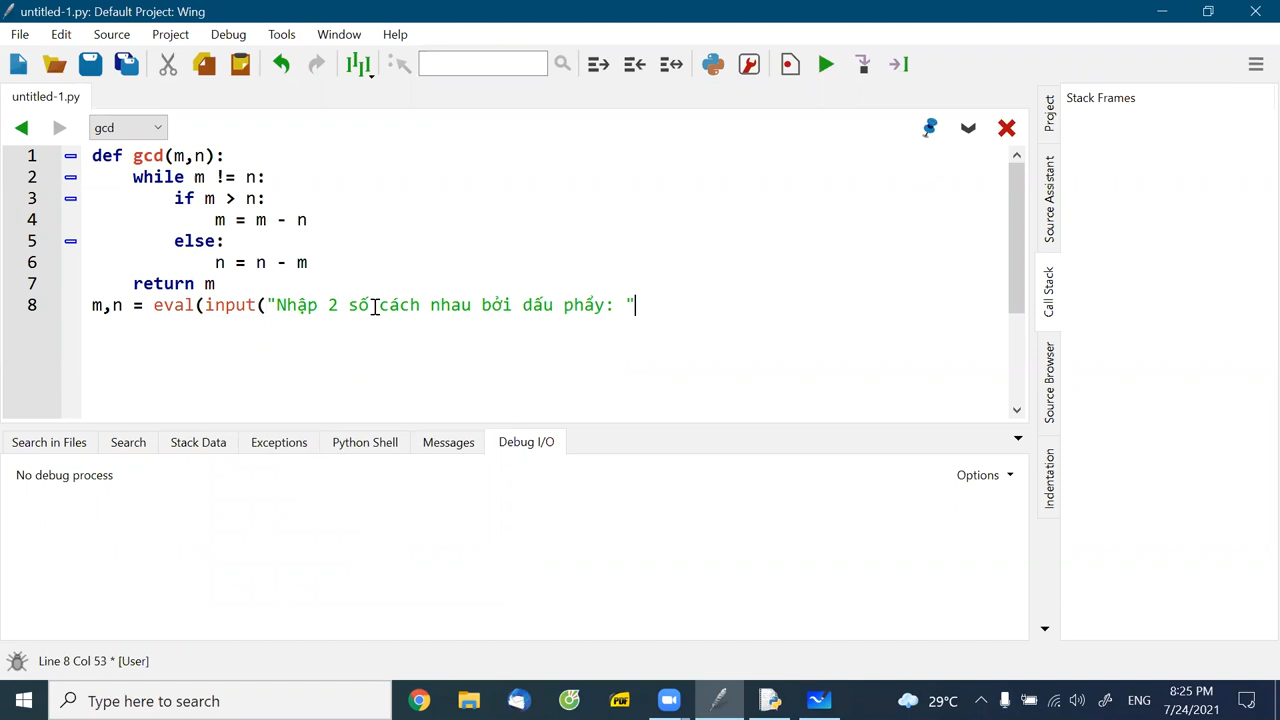 untitled-1.py: Default Project: Wing
File Edit Source Project Debug Tools Window Help
untitled-1.py
gcd
1 def gcd(m,n):
2 while m != n:
3 if m > n:
4 m = m - n
5 else:
6 n = n - m
7 return m
8 m,n = eval(input("Nhập 2 số cách nhau bởi dấu phẩy: "
Stack Frames
Project
Source Assistant
Call Stack
Source Browser
Indentation
Search in Files Search Stack Data Exceptions Python Shell Messages Debug I/O
No debug process Options
Line 8 Col 53 * [User]
Type here to search
PDF
29°C
ENG
8:25 PM
7/24/2021